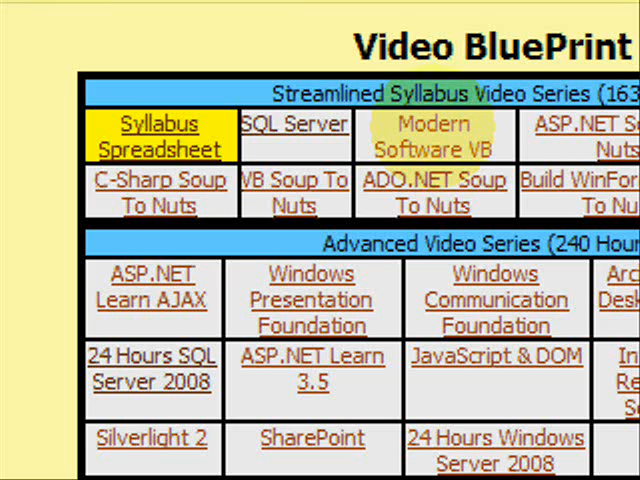 Video BluePrint
Streamlined Syllabus Video Series (163
Syllabus Spreadsheet
SQL Server
Modern Software VB
ASP.NET S
Nuts
C-Sharp Soup To Nuts
VB Soup To Nuts
ADO.NET Soup To Nuts
Build WinFor
To Nu
Advanced Video Series (240 Hour
ASP.NET
Learn AJAX
Windows
Presentation
Foundation
Windows
Communication
Foundation
Arc
Desk
24 Hours SQL
Server 2008
ASP.NET Learn
3.5
JavaScript & DOM
In
Re
S
Silverlight 2
SharePoint
24 Hours Windows
Server 2008